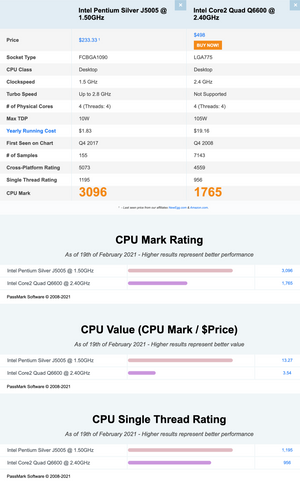 Intel Pentium Silver J5005 @ 1.50GHz
Intel Core2 Quad Q6600 @ 2.40GHz
Price $233.33 ¹ $498
BUY NOW!
Socket Type FCBGA1090 LGA775
CPU Class Desktop Desktop
Clockspeed 1.5 GHz 2.4 GHz
Turbo Speed Up to 2.8 GHz Not Supported
# of Physical Cores 4 (Threads: 4) 4 (Threads: 4)
Max TDP 10W 105W
Yearly Running Cost $1.83 $19.16
First Seen on Chart Q4 2017 Q4 2008
# of Samples 155 7143
Cross-Platform Rating 5073 4559
Single Thread Rating 1195 956
CPU Mark 3096 1765
¹ - Last seen price from our affiliates NewEgg.com & Amazon.com.
CPU Mark Rating
As of 19th of February 2021 - Higher results represent better performance
Intel Pentium Silver J5005 @ 1.50GHz 3,096
Intel Core2 Quad Q6600 @ 2.40GHz 1,765
PassMark Software © 2008-2021
CPU Value (CPU Mark / $Price)
As of 19th of February 2021 - Higher results represent better value
Intel Pentium Silver J5005 @ 1.50GHz 13.27
Intel Core2 Quad Q6600 @ 2.40GHz 3.54
PassMark Software © 2008-2021
CPU Single Thread Rating
As of 19th of February 2021 - Higher results represent better performance
Intel Pentium Silver J5005 @ 1.50GHz 1,195
Intel Core2 Quad Q6600 @ 2.40GHz 956
PassMark Software © 2008-2021